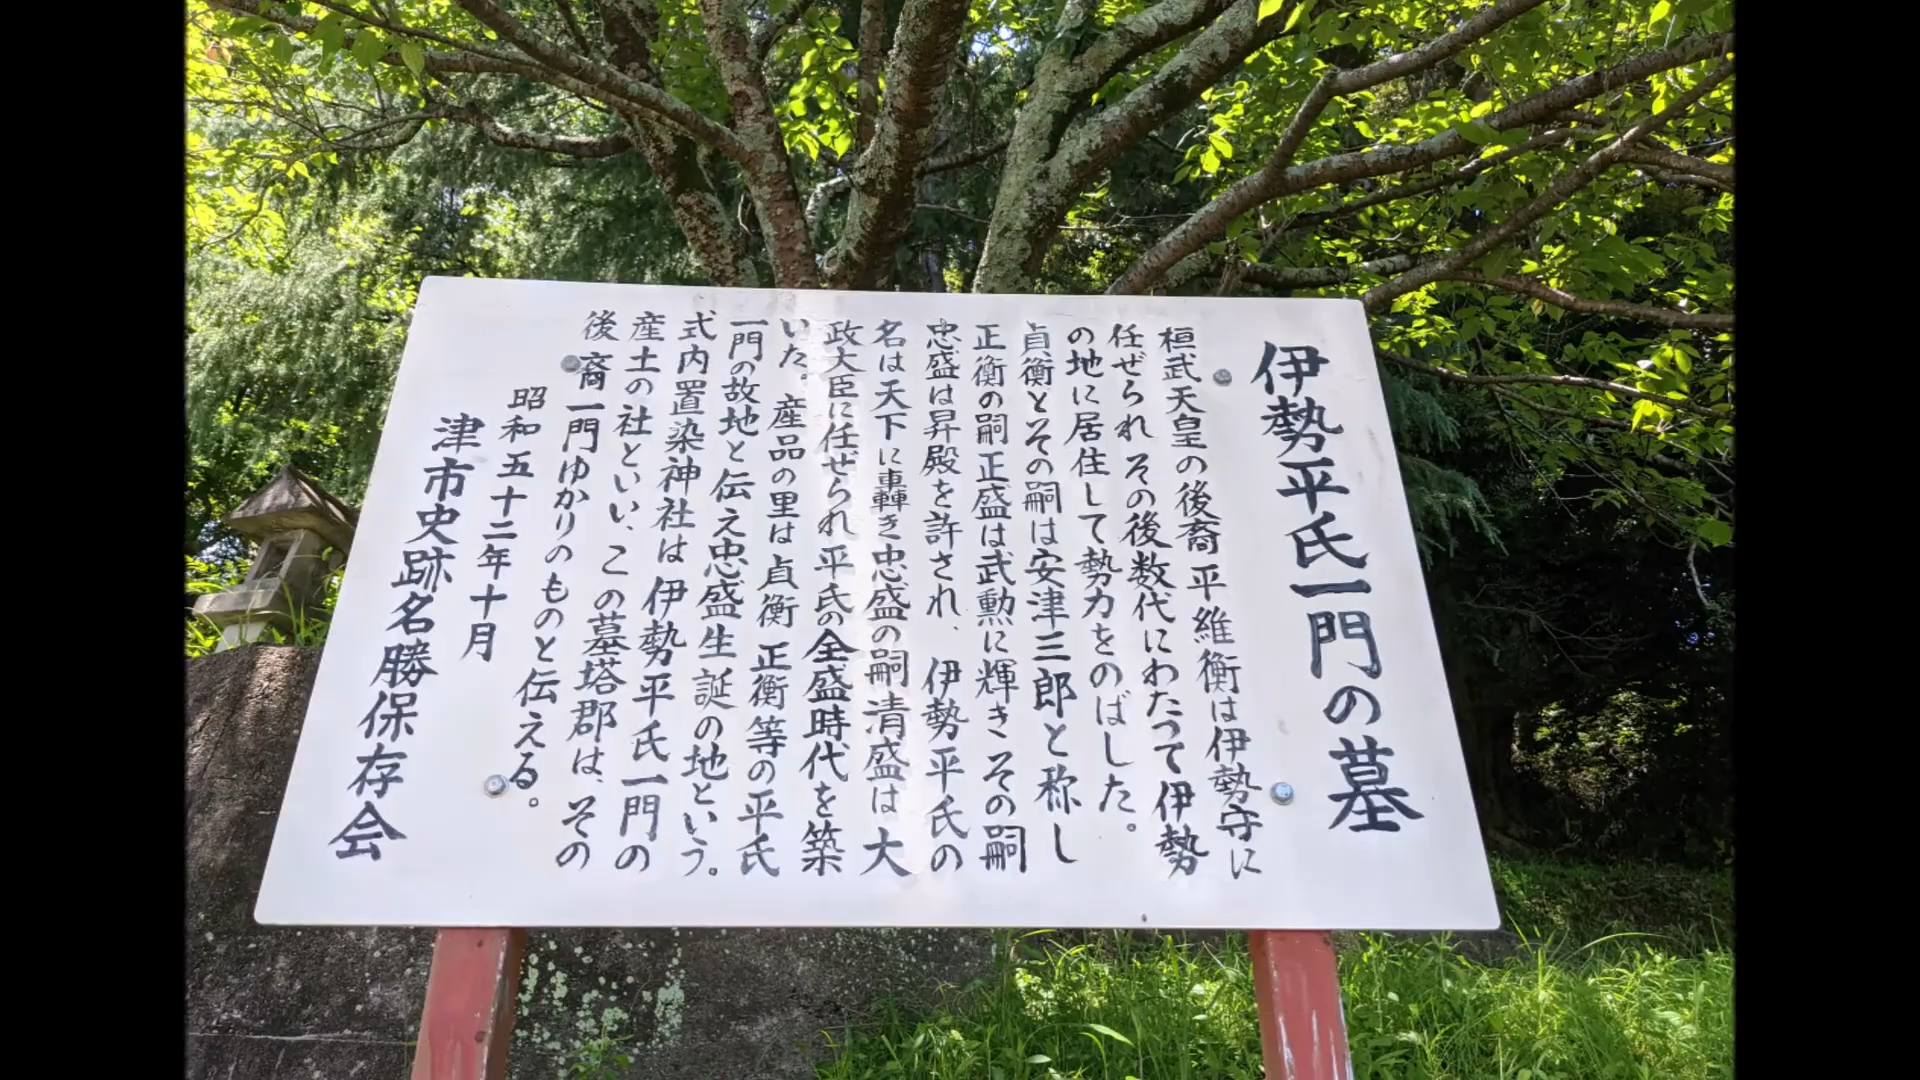 伊勢平氏一門の墓
桓武天皇の後裔平維衡は伊勢守に
任ぜられその後数代にわたって伊勢
の地に居住して勢力をのばした。
貞衡とその嗣は安津三郎と称し
正衡の嗣正盛は武勲に輝きその嗣
忠盛は昇殿を許され、伊勢平氏の
名は天下に轟き忠盛の嗣清盛は大
政大臣に任ぜられ平氏の全盛時代を築
いた。産品の里は貞衡正衡等の平氏
一門の故地と伝え忠盛生誕の地という。
式内置染神社は伊勢平氏一門の
産土の社といい、この墓塔郡は、その
後裔一門ゆかりのものと伝える。
昭和五十二年十月
津市史跡名勝保存会